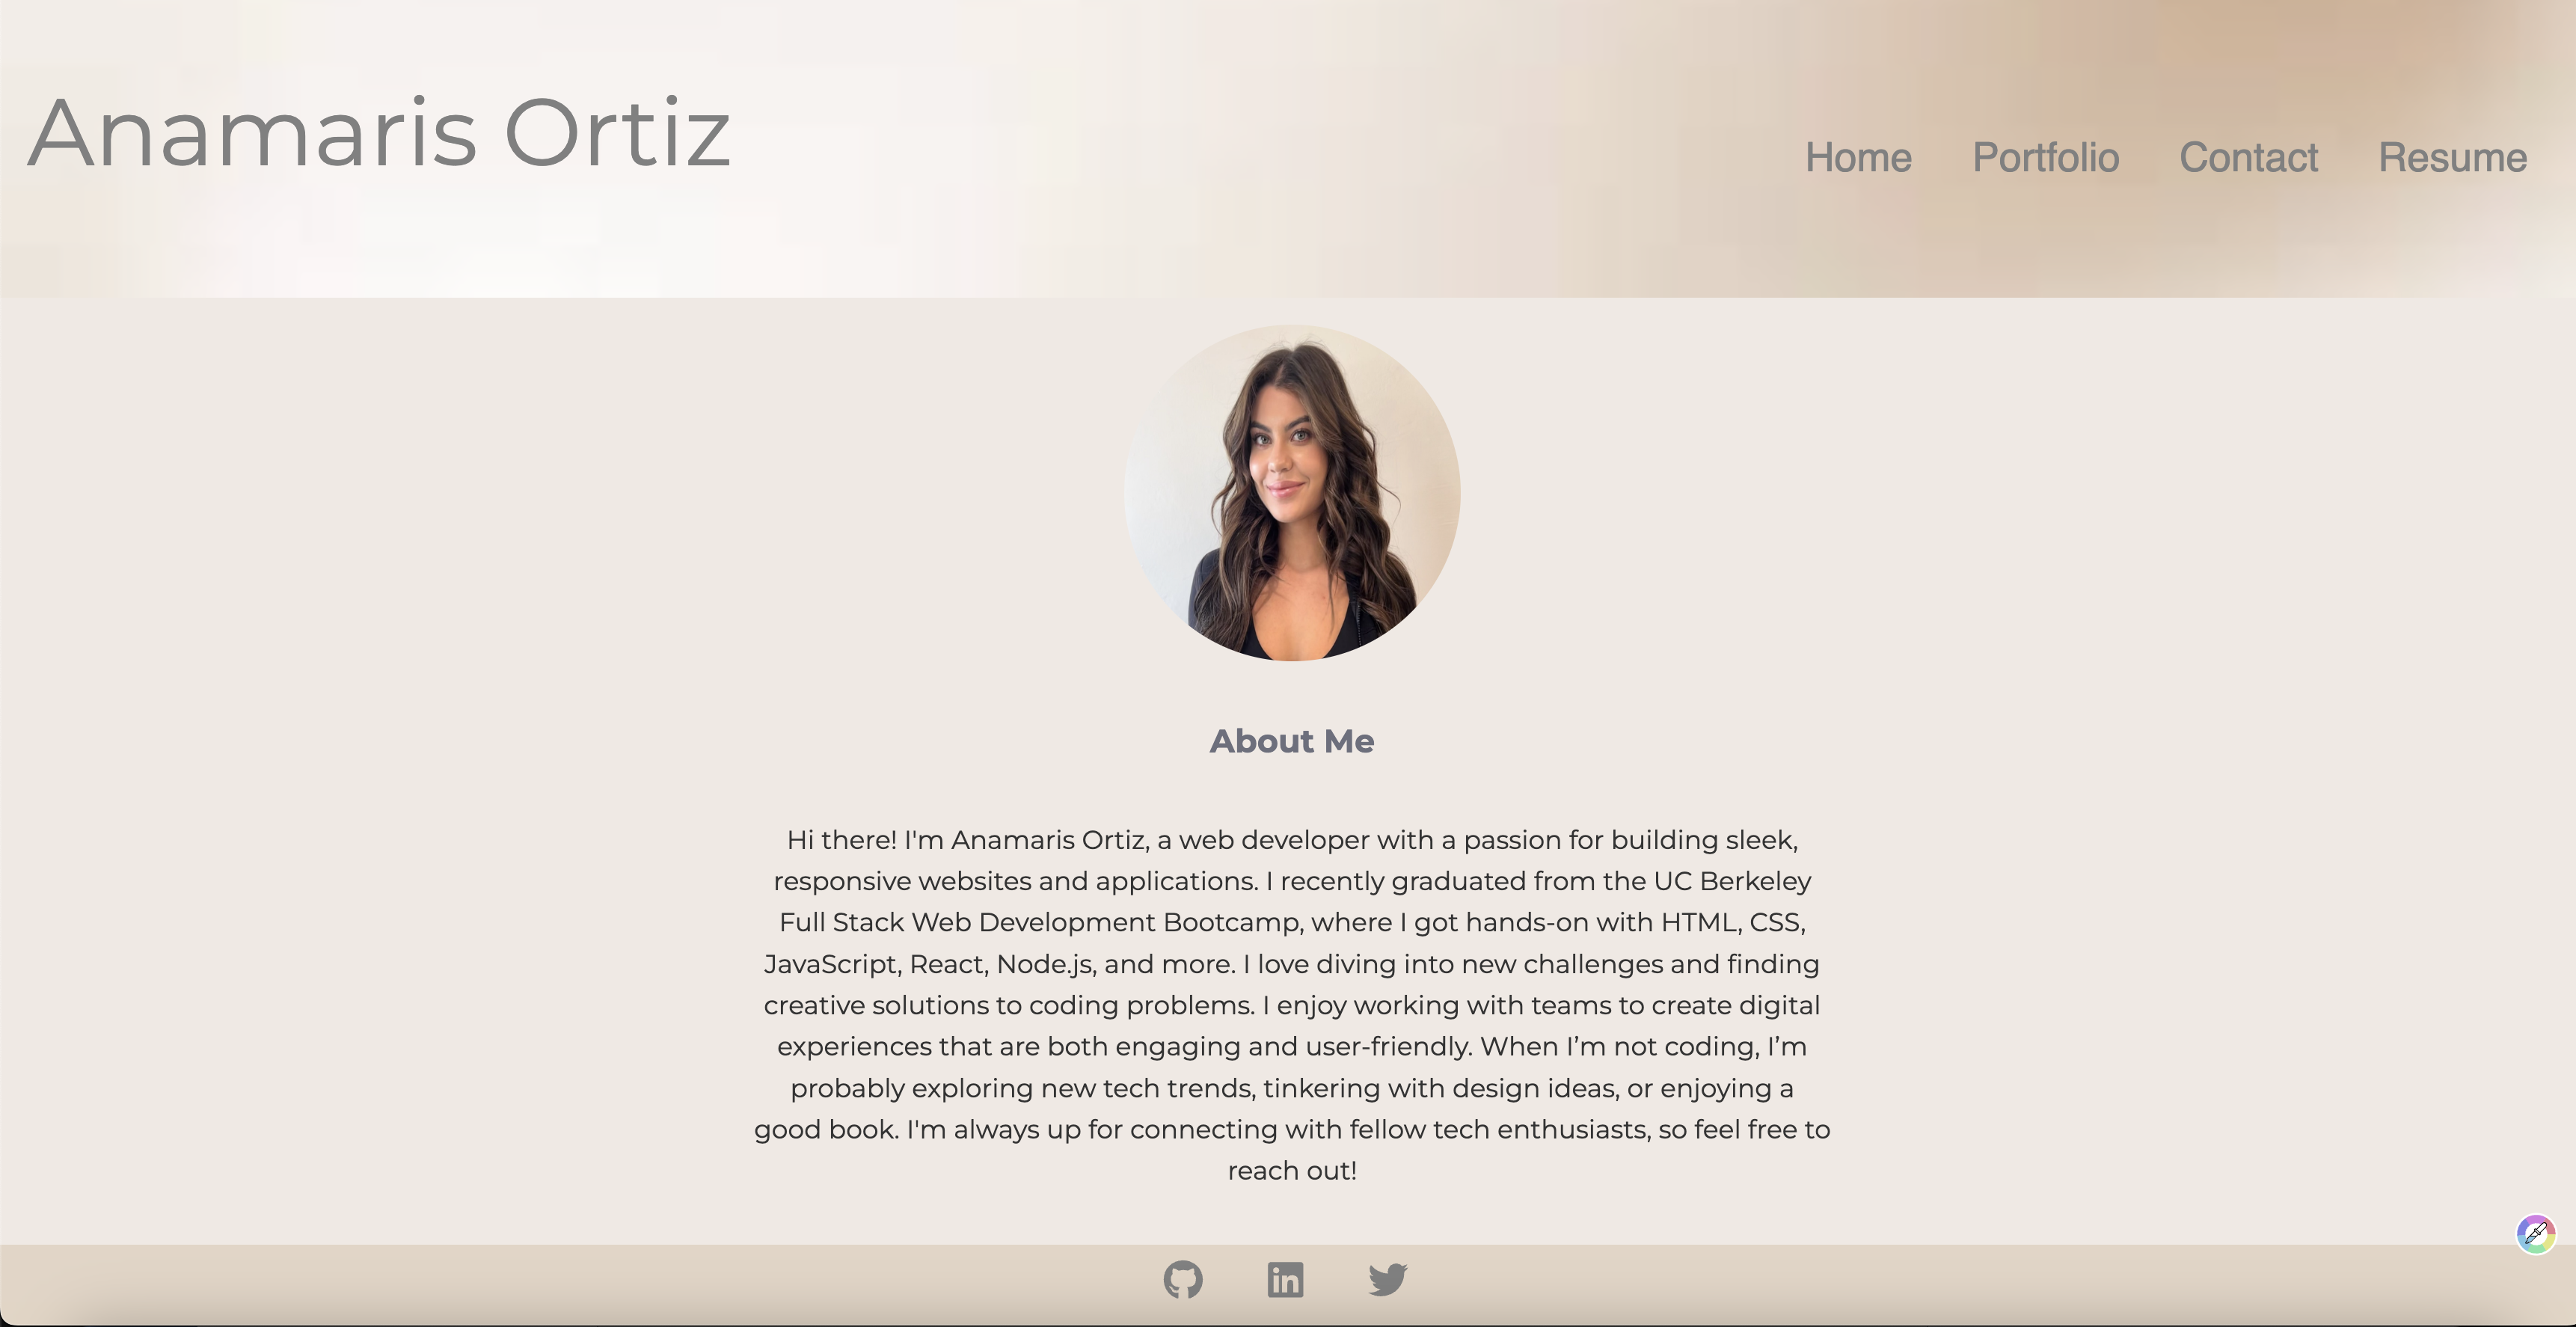 Anamaris Ortiz
Home Portfolio Contact Resume
About Me
Hi there! I'm Anamaris Ortiz, a web developer with a passion for building sleek,
responsive websites and applications. I recently graduated from the UC Berkeley
Full Stack Web Development Bootcamp, where I got hands-on with HTML, CSS,
JavaScript, React, Node.js, and more. I love diving into new challenges and finding
creative solutions to coding problems. I enjoy working with teams to create digital
experiences that are both engaging and user-friendly. When I’m not coding, I’m
probably exploring new tech trends, tinkering with design ideas, or enjoying a
good book. I'm always up for connecting with fellow tech enthusiasts, so feel free to
reach out!
in